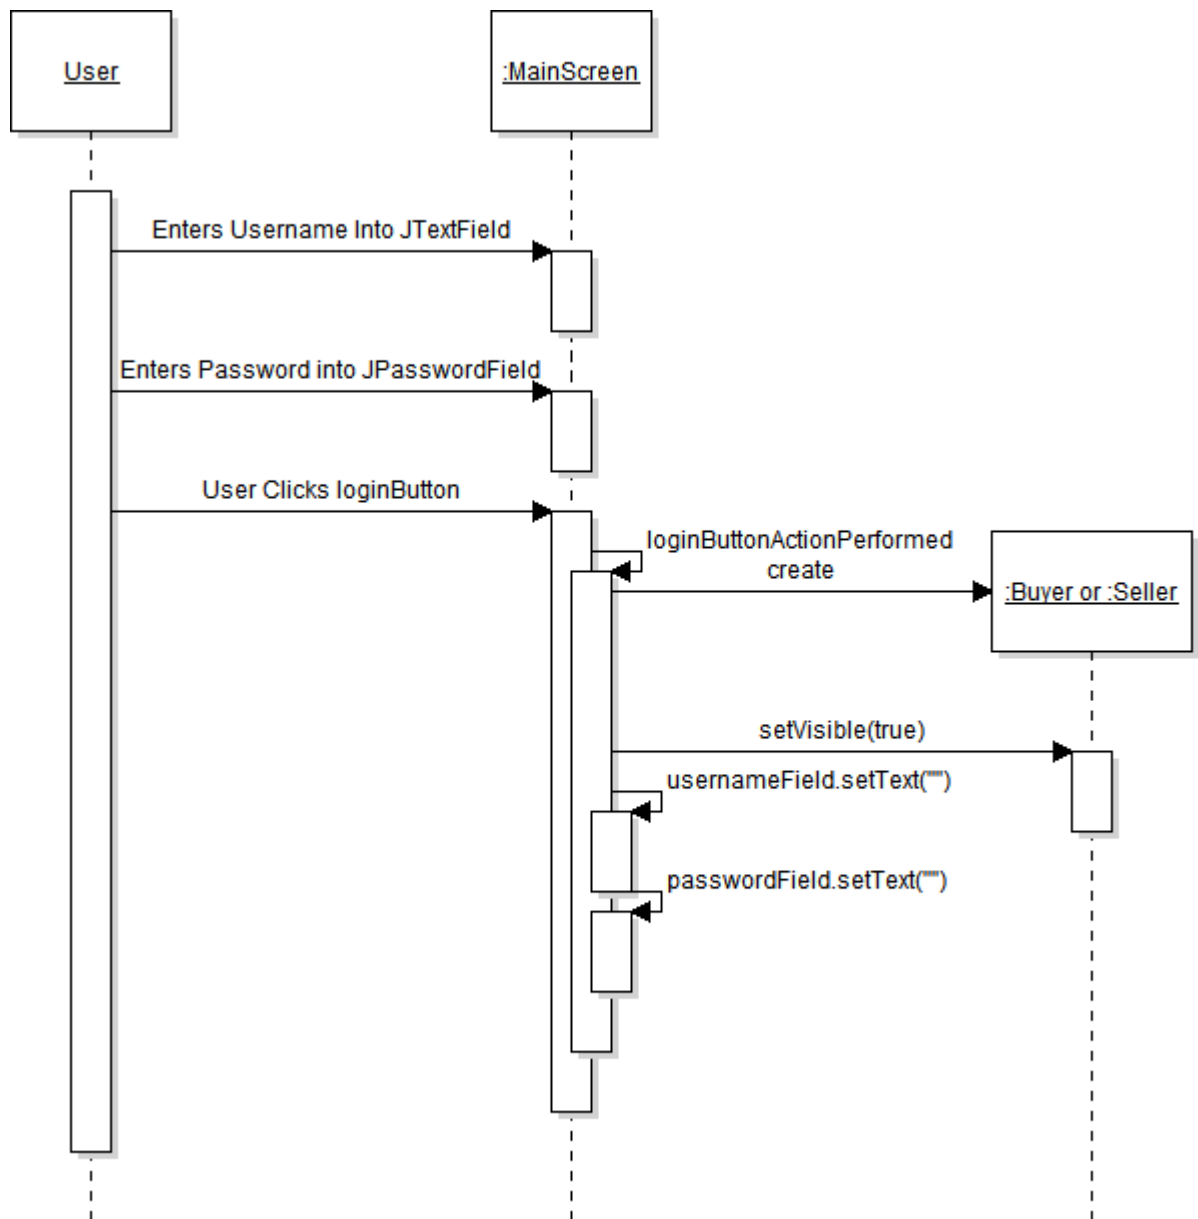 User
:MainScreen
Enters Username Into JTextField
Enters Password into JPasswordField
User Clicks loginButton
loginButtonActionPerformed
create
:Buyer or :Seller
setVisible(true)
usernameField.setText("")
passwordField.setText("")